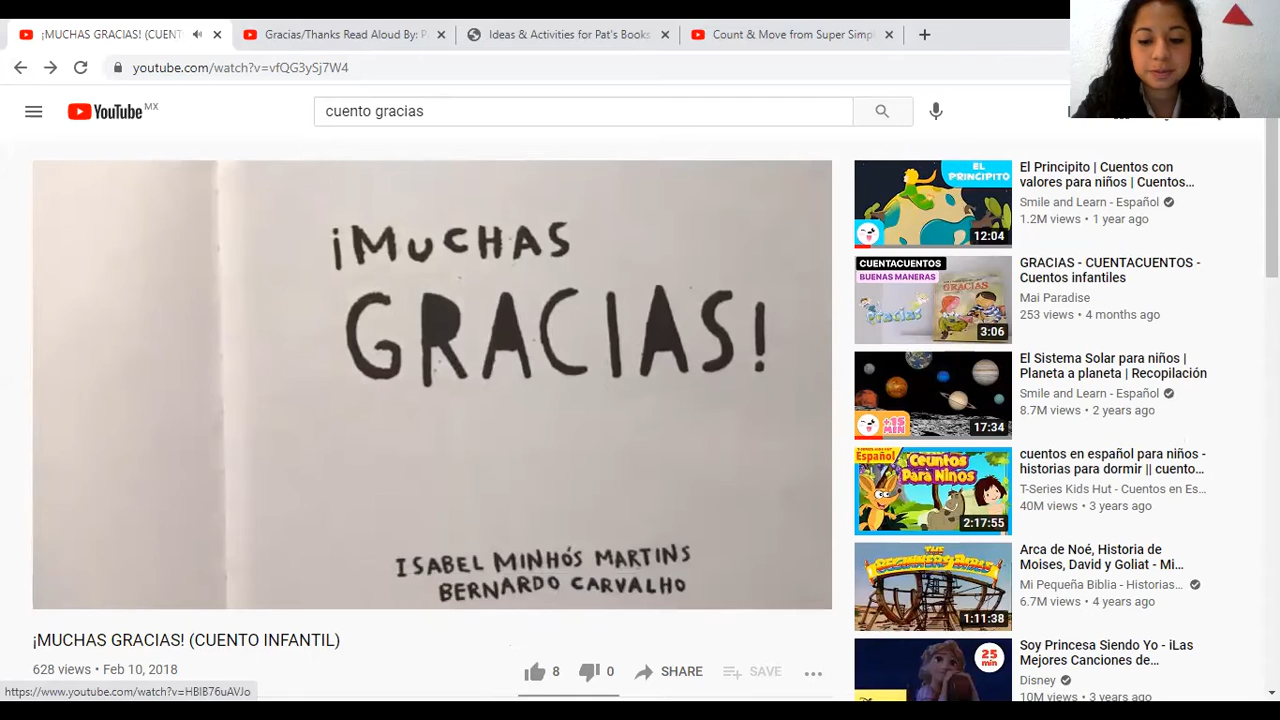 ¡MUCHAS GRACIAS! (CUENT
Gracias/Thanks Read Aloud By: P
Ideas & Activities for Pat's Books
Count & Move from Super Simpl
youtube.com/watch?v=vfQG3ySj7W4
YouTube MX
cuento gracias
¡MUCHAS
GRACIAS!
ISABEL MINHÓS MARTINS
BERNARDO CARVALHO
¡MUCHAS GRACIAS! (CUENTO INFANTIL)
628 views • Feb 10, 2018
8
0
SHARE
SAVE
https://www.youtube.com/watch?v=HBlB76uAVJo
EL
PRINCIPITO
12:04
El Principito | Cuentos con
valores para niños | Cuentos...
Smile and Learn - Español
1.2M views • 1 year ago
CUENTACUENTOS
BUENAS MANERAS
GRACIAS
Gracias
3:06
GRACIAS - CUENTACUENTOS -
Cuentos infantiles
Mai Paradise
253 views • 4 months ago
+15
MIN
17:34
El Sistema Solar para niños |
Planeta a planeta | Recopilación
Smile and Learn - Español
8.7M views • 2 years ago
Español
Cuentos
Para Niños
2:17:55
cuentos en español para niños -
historias para dormir || cuento...
T-Series Kids Hut - Cuentos en Es...
40M views • 3 years ago
THE
BEGINNERS BIBLE
1:11:38
Arca de Noé, Historia de
Moises, David y Goliat - Mi...
Mi Pequeña Biblia - Historias...
6.7M views • 4 years ago
25
min
Soy Princesa Siendo Yo - ¡Las
Mejores Canciones de...
Disney
10M views • 3 years ago